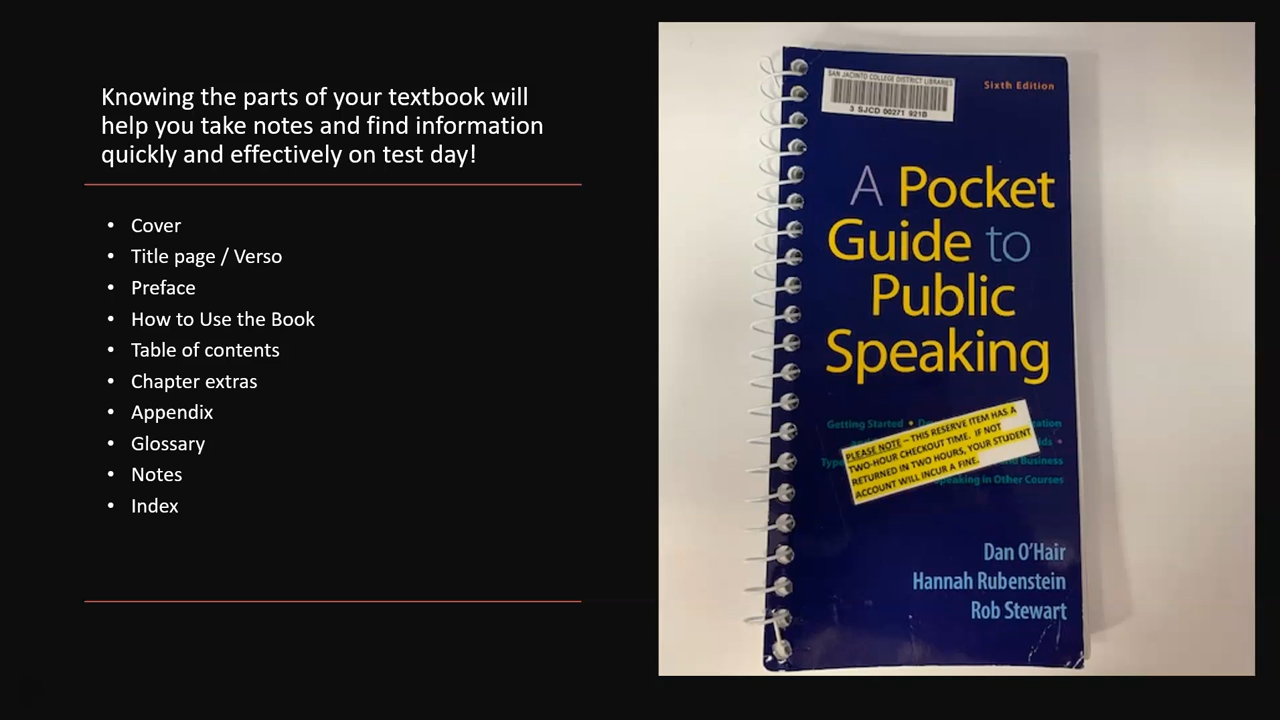 Knowing the parts of your textbook will
help you take notes and find information
quickly and effectively on test day!
• Cover
• Title page / Verso
• Preface
• How to Use the Book
• Table of contents
• Chapter extras
• Appendix
• Glossary
• Notes
• Index
SAN JACINTO COLLEGE DISTRICT LIBRARIES
3 SJCD 00271 921B
Sixth Edition
A Pocket
Guide to
Public
Speaking
Getting Started •
PLEASE NOTE – THIS RESERVE ITEM HAS A
TWO-HOUR CHECKOUT TIME. IF NOT
RETURNED IN TWO HOURS, YOUR STUDENT
ACCOUNT WILL INCUR A FINE.
and Business
Speaking in Other Courses
Dan O'Hair
Hannah Rubenstein
Rob Stewart